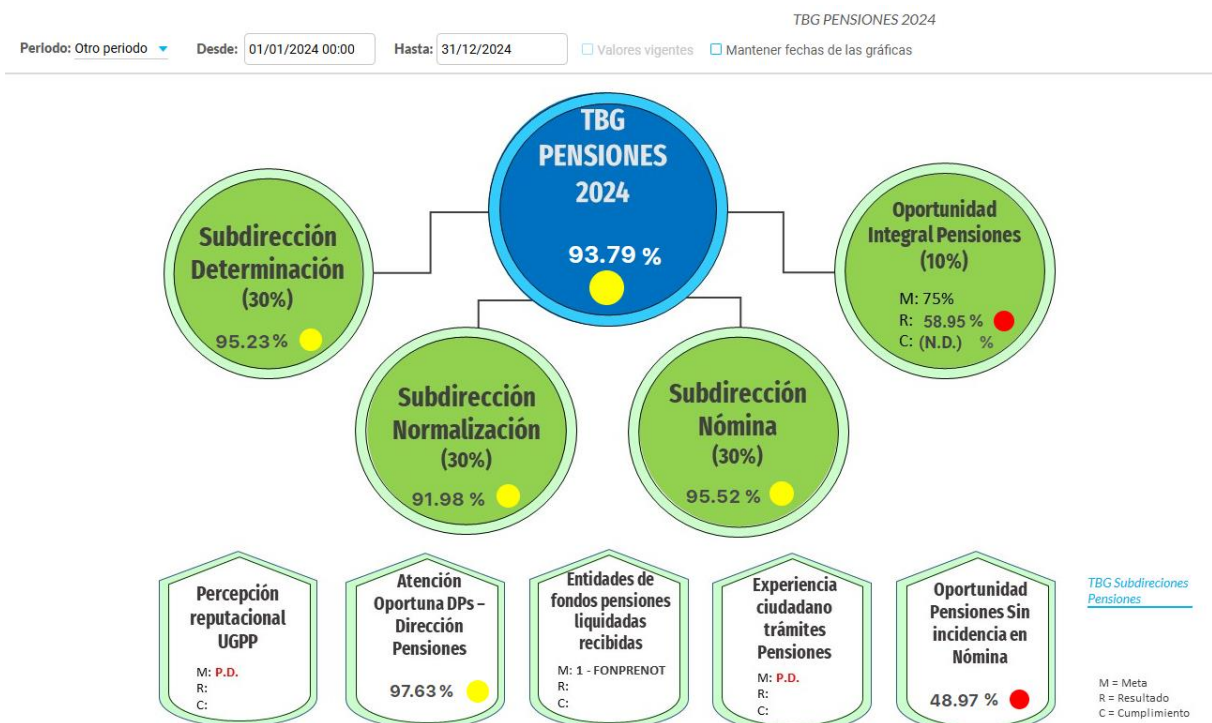 TBG PENSIONES 2024
Periodo: Otro periodo
Desde: 01/01/2024 00:00
Hasta: 31/12/2024
Valores vigentes
Mantener fechas de las gráficas
TBG
PENSIONES
2024
93.79 %
Subdirección
Determinación
(30%)
95.23%
Oportunidad
Integral Pensiones
(10%)
M: 75%
R: 58.95 %
C: (N.D.) %
Subdirección
Normalización
(30%)
91.98 %
Subdirección
Nómina
(30%)
95.52 %
Percepción
reputacional
UGPP
M: P.D.
R:
C:
Atención
Oportuna DPs –
Dirección
Pensiones
97.63%
Entidades de
fondos pensiones
liquidadas
recibidas
M: 1 - FONPRENOT
R:
C:
Experiencia
ciudadano
trámites
Pensiones
M: P.D.
R:
C:
Oportunidad
Pensiones Sin
incidencia en
Nómina
48.97 %
TBG Subdireciones
Pensiones
M = Meta
R = Resultado
C = Cumplimiento